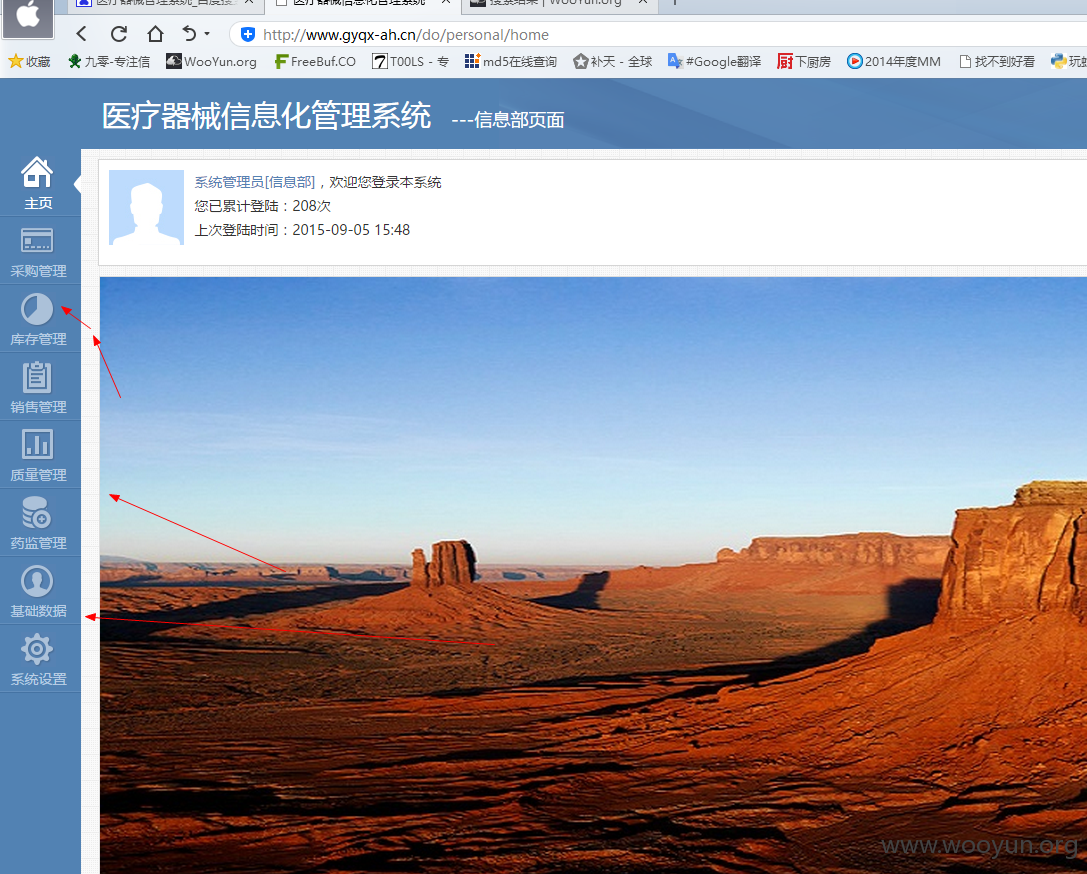 医疗器械管理系统_百度搜
医疗器械信息化管理系统
搜索结果 | WooYun.org
http://www.gyqx-ah.cn/do/personal/home
收藏 九零-专注信 WooYun.org FreeBuf.CO T00LS - 专 md5在线查询 补天 - 全球 #Google翻译 下厨房 2014年度MM 找不到好看
医疗器械信息化管理系统 ---信息部页面
主页
采购管理
库存管理
销售管理
质量管理
药监管理
基础数据
系统设置
系统管理员[信息部]，欢迎您登录本系统
您已累计登陆：208次
上次登陆时间：2015-09-05 15:48
www.wooyun.org